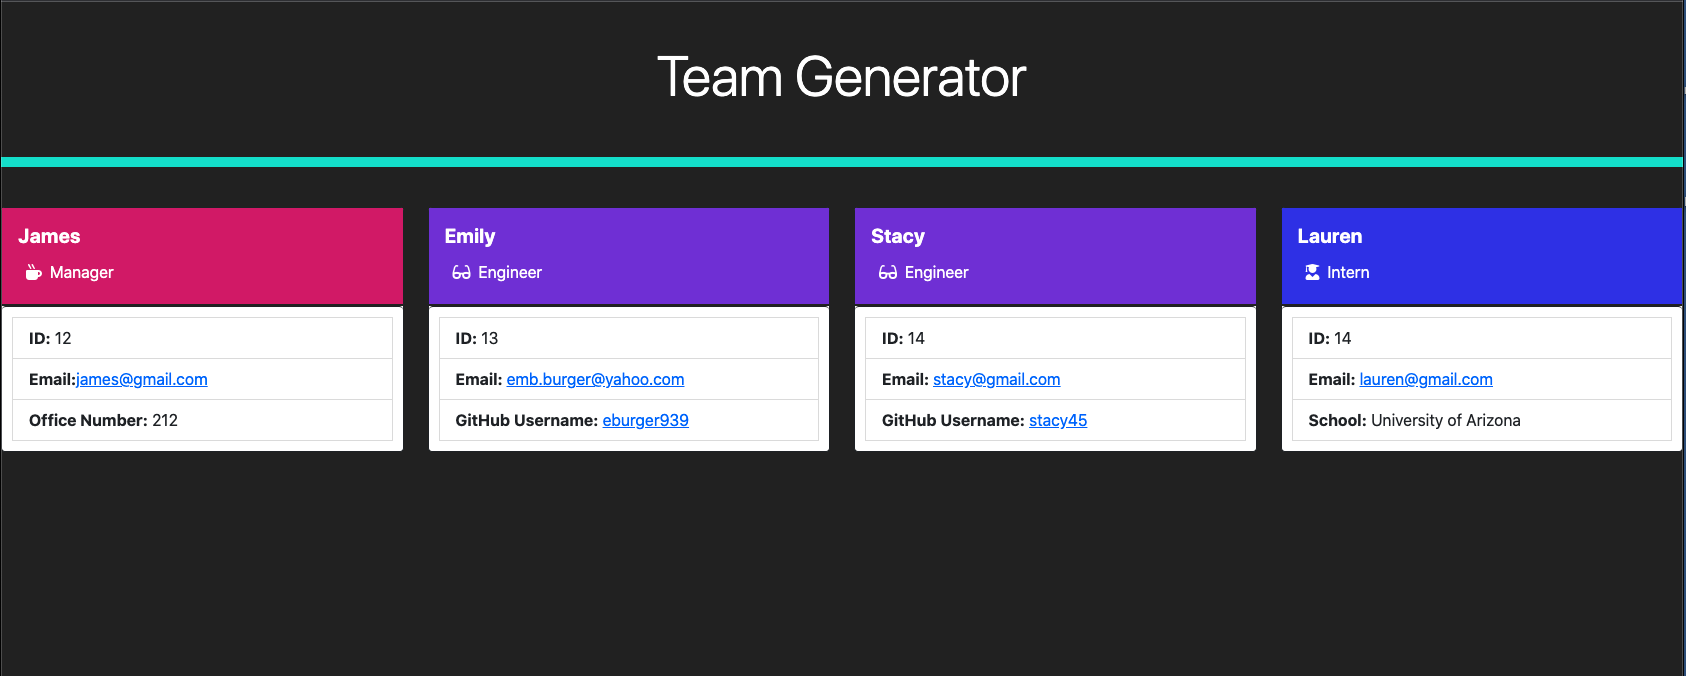 Team Generator
James
Manager
ID: 12
Email:james@gmail.com
Office Number: 212
Emily
Engineer
ID: 13
Email: emb.burger@yahoo.com
GitHub Username: eburger939
Stacy
Engineer
ID: 14
Email: stacy@gmail.com
GitHub Username: stacy45
Lauren
Intern
ID: 14
Email: lauren@gmail.com
School: University of Arizona